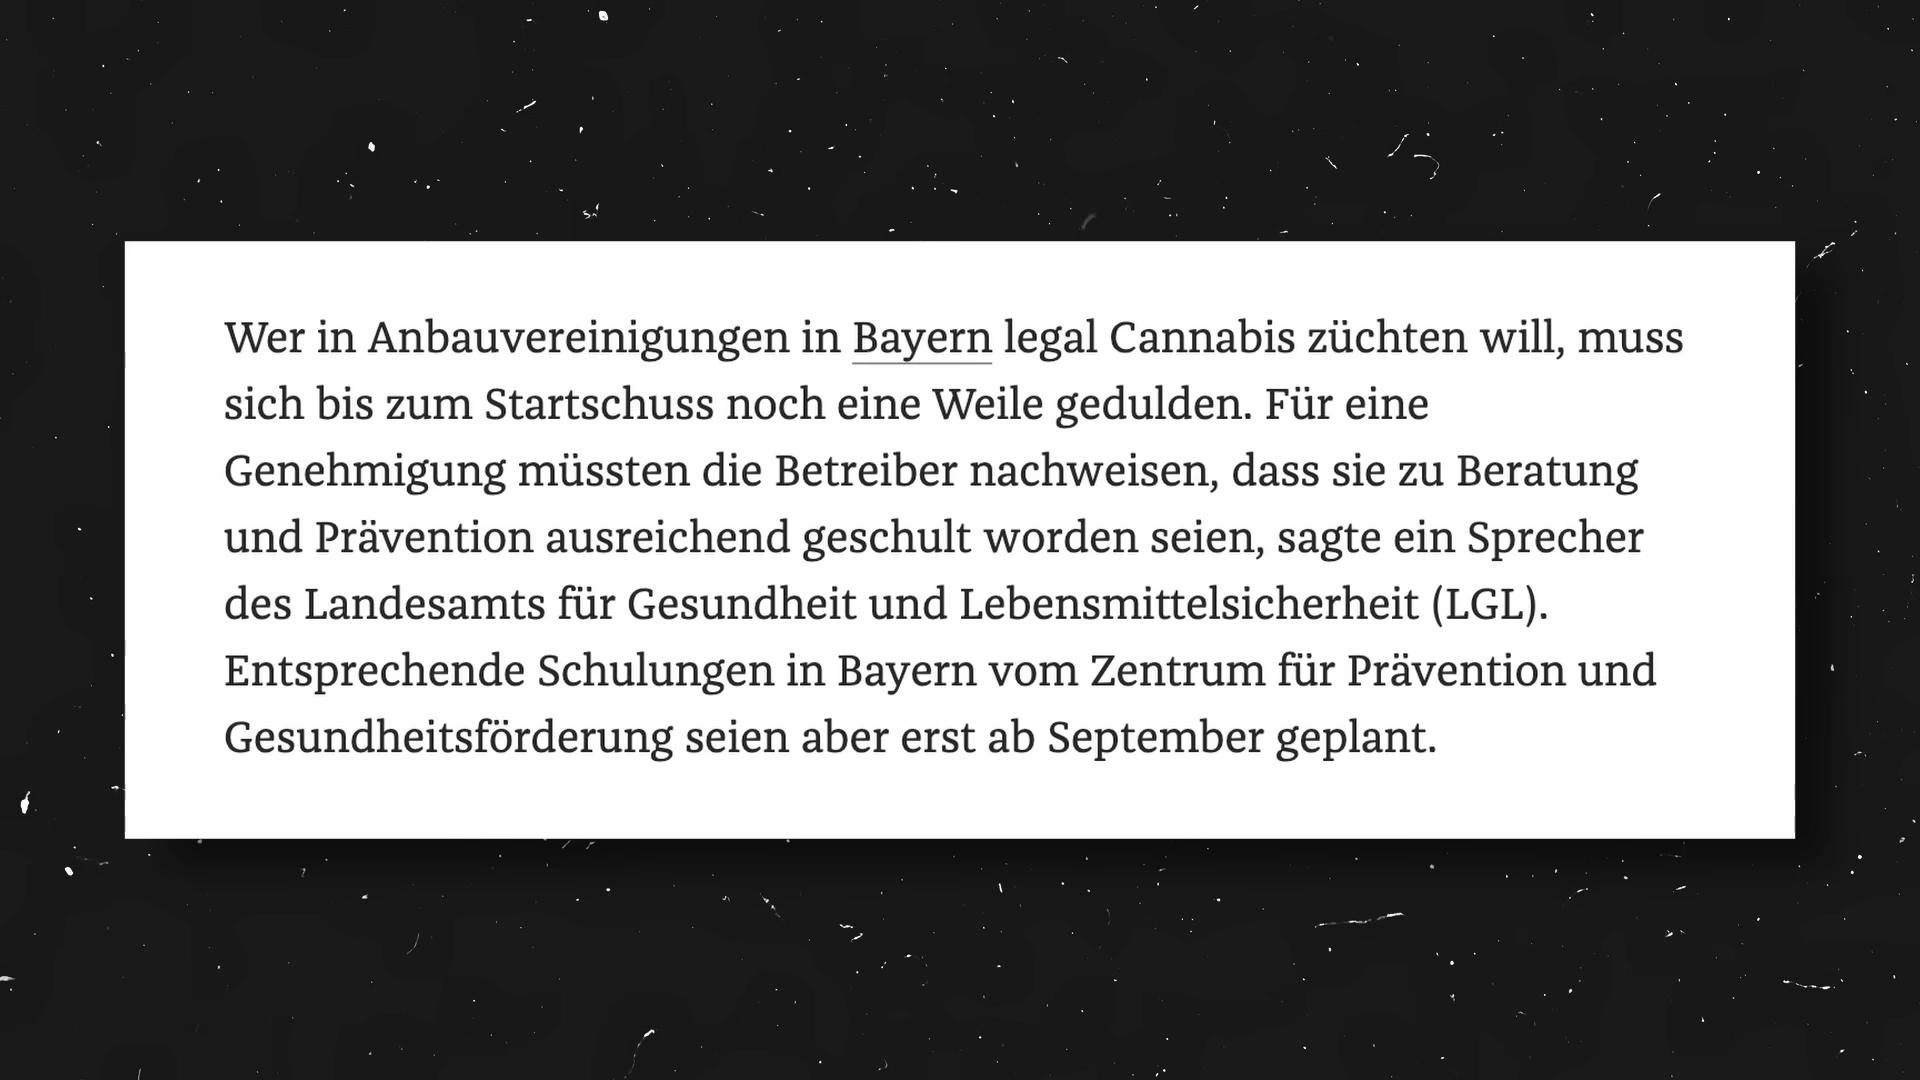 Wer in Anbauvereinigungen in Bayern legal Cannabis züchten will, muss
sich bis zum Startschuss noch eine Weile gedulden. Für eine
Genehmigung müssten die Betreiber nachweisen, dass sie zu Beratung
und Prävention ausreichend geschult worden seien, sagte ein Sprecher
des Landesamts für Gesundheit und Lebensmittelsicherheit (LGL).
Entsprechende Schulungen in Bayern vom Zentrum für Prävention und
Gesundheitsförderung seien aber erst ab September geplant.